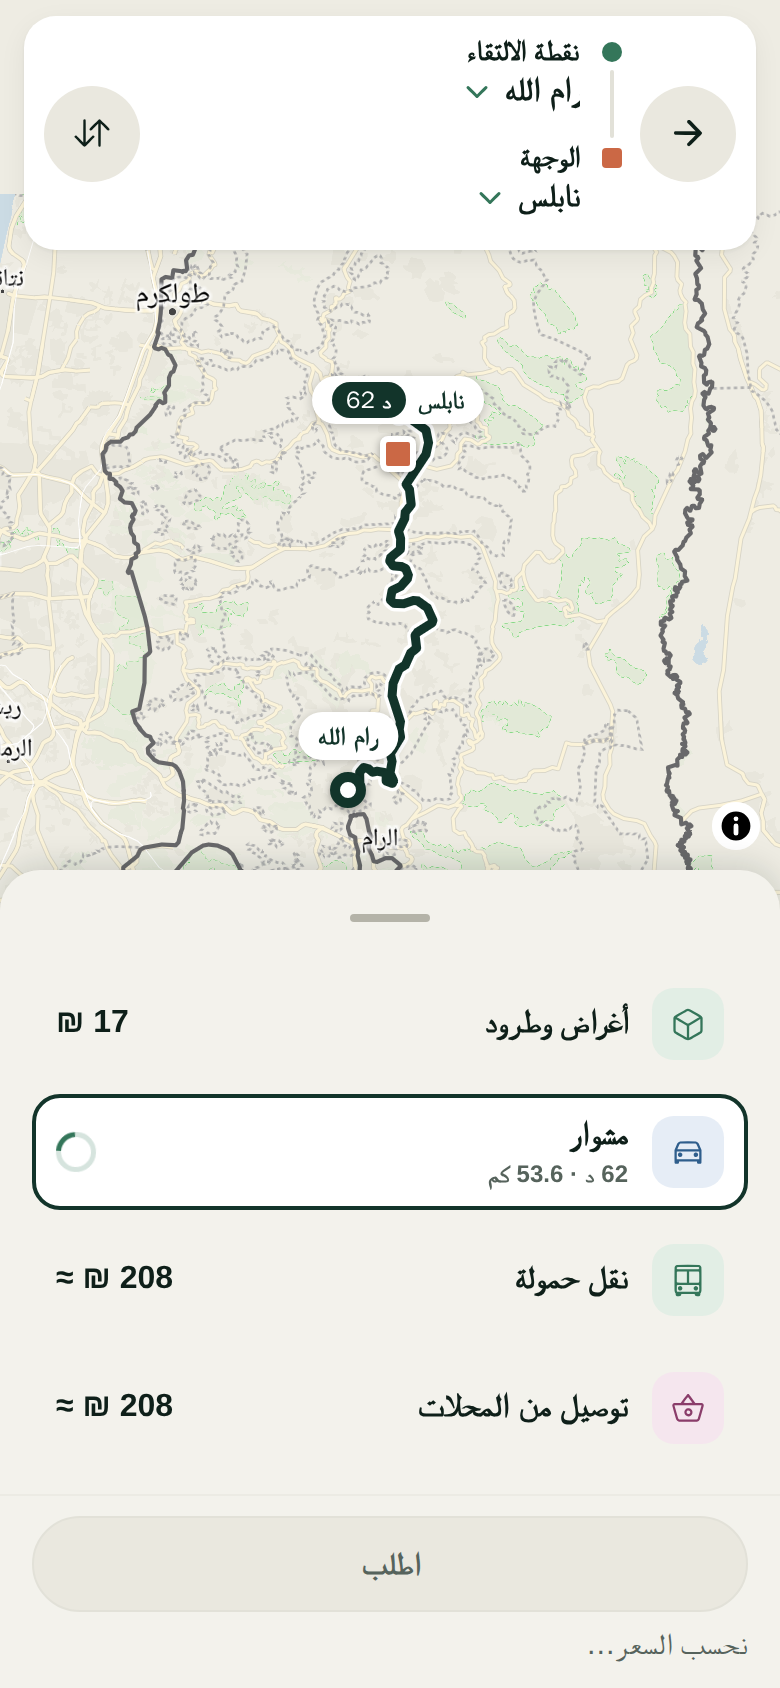 نقطة الالتقاء
رام الله
الوجهة
نابلس
طولكرم
نابلس 62 د
رام الله
الرام
أغراض وطرود
17 ₪
مشوار
62 د · 53.6 كم
نقل حمولة
≈ ₪ 208
توصيل من المحلات
≈ ₪ 208
اطلب
نحسب السعر...